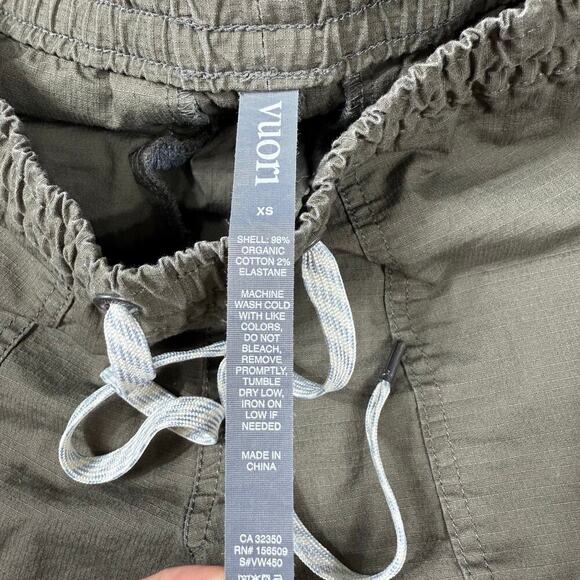 vuori
XS
SHELL: 98%
ORGANIC
COTTON 2%
ELASTANE
MACHINE
WASH COLD
WITH LIKE
COLORS,
DO NOT
BLEACH,
REMOVE
PROMPTLY,
TUMBLE
DRY LOW,
IRON ON
LOW IF
NEEDED
MADE IN
CHINA
CA 32350
RN# 156509
S#VW450